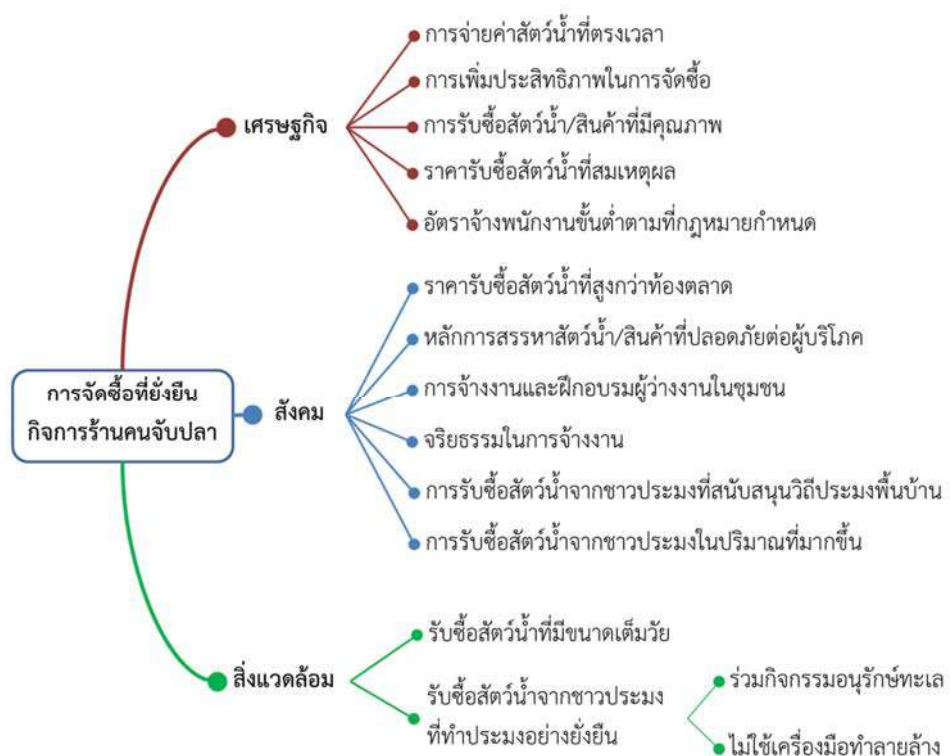 การจ่ายค่าสัตว์น้ำที่ตรงเวลา
การเพิ่มประสิทธิภาพในการจัดซื้อ
เศรษฐกิจ
การรับซื้อสัตว์น้ำ/สินค้าที่มีคุณภาพ
ราคารับซื้อสัตว์น้ำที่สมเหตุผล
อัตราจ้างพนักงานขั้นต่ำตามที่กฎหมายกำหนด
การจัดซื้อที่ยั่งยืน
กิจการร้านคนจับปลา
สังคม
ราคารับซื้อสัตว์น้ำที่สูงกว่าท้องตลาด
หลักการสรรหาสัตว์น้ำ/สินค้าที่ปลอดภัยต่อผู้บริโภค
การจ้างงานและฝึกอบรมผู้ว่างงานในชุมชน
จริยธรรมในการจ้างงาน
การรับซื้อสัตว์น้ำจากชาวประมงที่สนับสนุนวิถีประมงพื้นบ้าน
การรับซื้อสัตว์น้ำจากชาวประมงในปริมาณที่มากขึ้น
สิ่งแวดล้อม
รับซื้อสัตว์น้ำที่มีขนาดเต็มวัย
รับซื้อสัตว์น้ำจากชาวประมง
ที่ทำประมงอย่างยั่งยืน
ร่วมกิจกรรมอนุรักษ์ทะเล
ไม่ใช้เครื่องมือทำลายล้าง